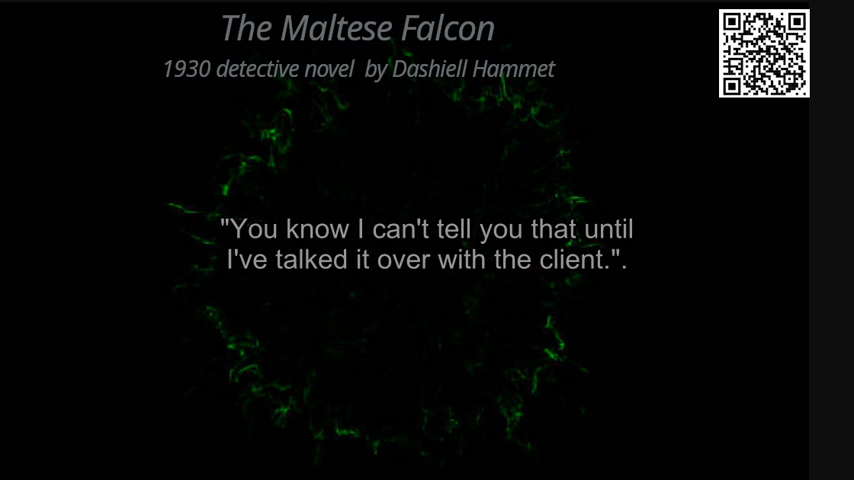 The Maltese Falcon
1930 detective novel by Dashiell Hammet
"You know I can't tell you that until
I've talked it over with the client.".